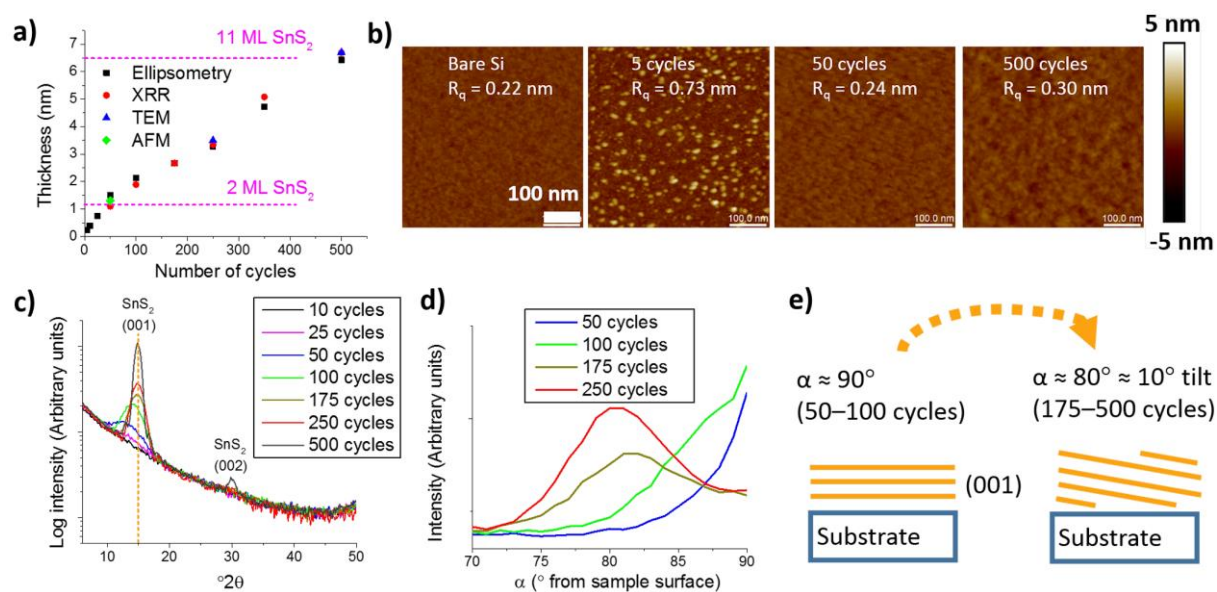 a)
11 ML SnS₂
7
6
5
4
3
2
1
0
Thickness (nm)
Ellipsometry
XRR
TEM
AFM
2 ML SnS₂
0 100 200 300 400 500
Number of cycles
b)
Bare Si
Rq = 0.22 nm
100 nm
5 cycles
Rq = 0.73 nm
100.0 nm
50 cycles
Rq = 0.24 nm
100.0 nm
500 cycles
Rq = 0.30 nm
100.0 nm
5 nm
-5 nm
c)
SnS₂
(001)
SnS₂
(002)
10 cycles
25 cycles
50 cycles
100 cycles
175 cycles
250 cycles
500 cycles
Log intensity (Arbitrary units)
10 20 30 40 50
°2θ
d)
50 cycles
100 cycles
175 cycles
250 cycles
Intensity (Arbitrary units)
70 75 80 85 90
α (° from sample surface)
e)
α ≈ 90°
(50–100 cycles)
α ≈ 80° ≈ 10° tilt
(175–500 cycles)
(001)
Substrate
Substrate